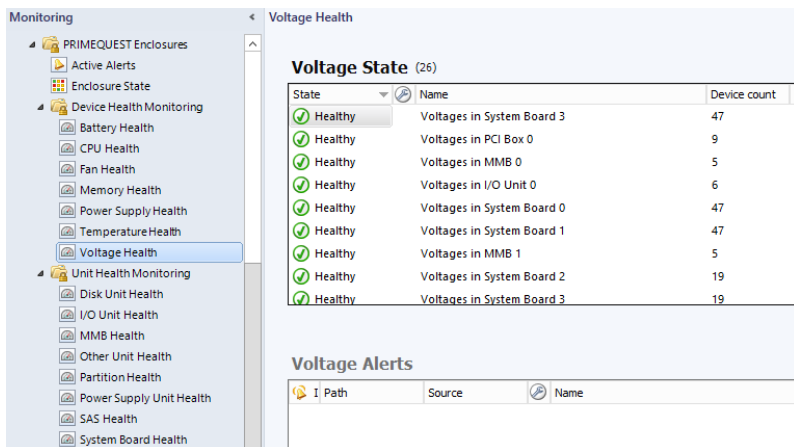 Monitoring
PRIMEQUEST Enclosures
Active Alerts
Enclosure State
Device Health Monitoring
Battery Health
CPU Health
Fan Health
Memory Health
Power Supply Health
Temperature Health
Voltage Health
Unit Health Monitoring
Disk Unit Health
I/O Unit Health
MMB Health
Other Unit Health
Partition Health
Power Supply Unit Health
SAS Health
System Board Health
Voltage Health
Voltage State (26)
State Name Device count
Healthy Voltages in System Board 3 47
Healthy Voltages in PCI Box 0 9
Healthy Voltages in MMB 0 5
Healthy Voltages in I/O Unit 0 6
Healthy Voltages in System Board 0 47
Healthy Voltages in System Board 1 47
Healthy Voltages in MMB 1 5
Healthy Voltages in System Board 2 19
Healthy Voltages in System Board 3 19
Voltage Alerts
I Path Source Name